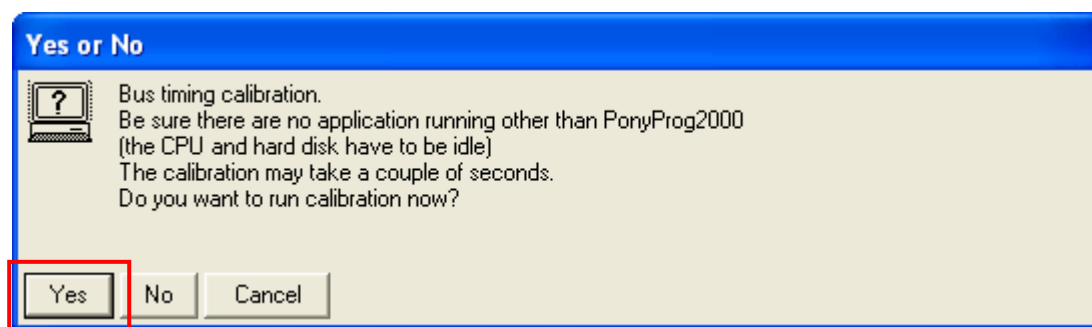 Yes or No
?
Bus timing calibration.
Be sure there are no application running other than PonyProg2000
(the CPU and hard disk have to be idle)
The calibration may take a couple of seconds.
Do you want to run calibration now?
Yes No Cancel